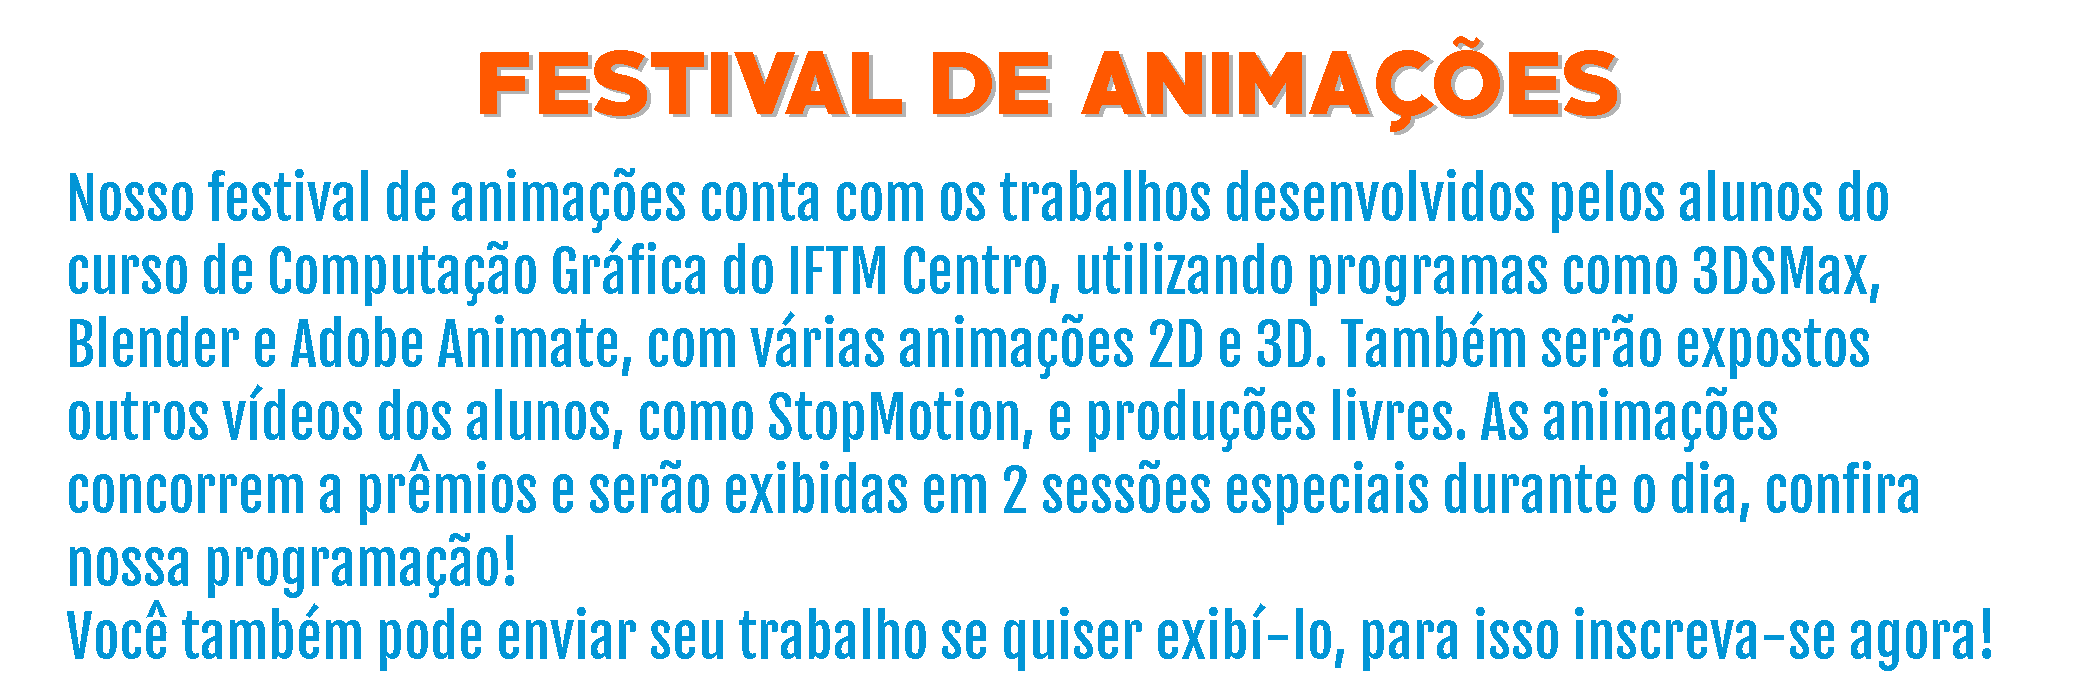 FESTIVAL DE ANIMAÇÕES
Nosso festival de animações conta com os trabalhos desenvolvidos pelos alunos do
curso de Computação Gráfica do IFTM Centro, utilizando programas como 3DSMax,
Blender e Adobe Animate, com várias animações 2D e 3D. Também serão expostos
outros vídeos dos alunos, como StopMotion, e produções livres. As animações
concorrem a prêmios e serão exibidas em 2 sessões especiais durante o dia, confira
nossa programação!
Você também pode enviar seu trabalho se quiser exibí-lo, para isso inscreva-se agora!